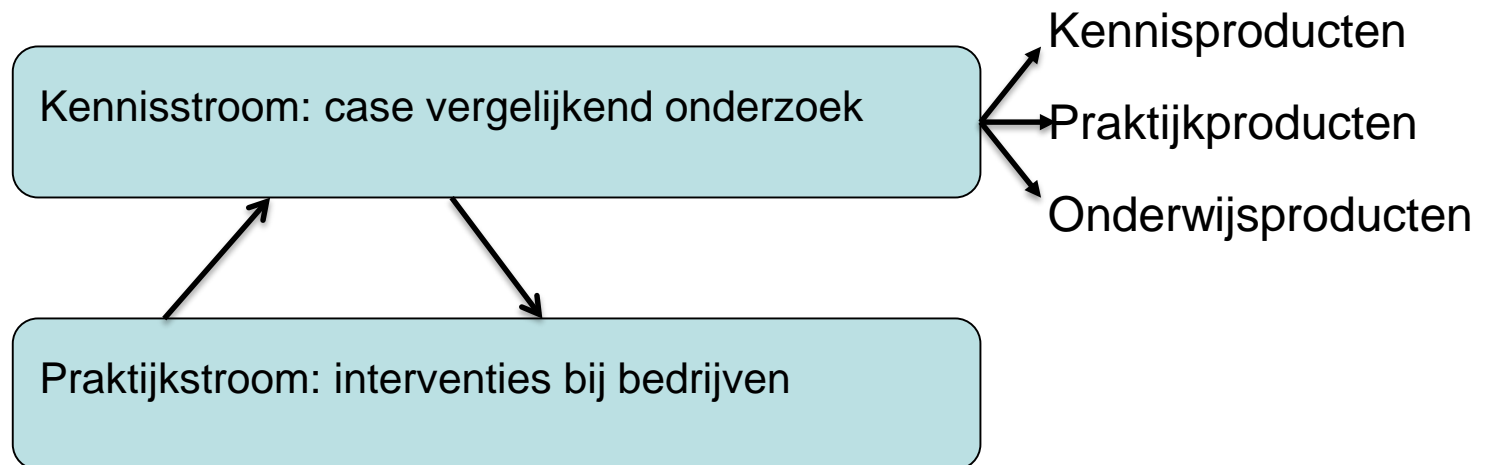 Kennisstroom: case vergelijkend onderzoek
Kennisproducten
Praktijkproducten
Onderwijsproducten
Praktijkstroom: interventies bij bedrijven